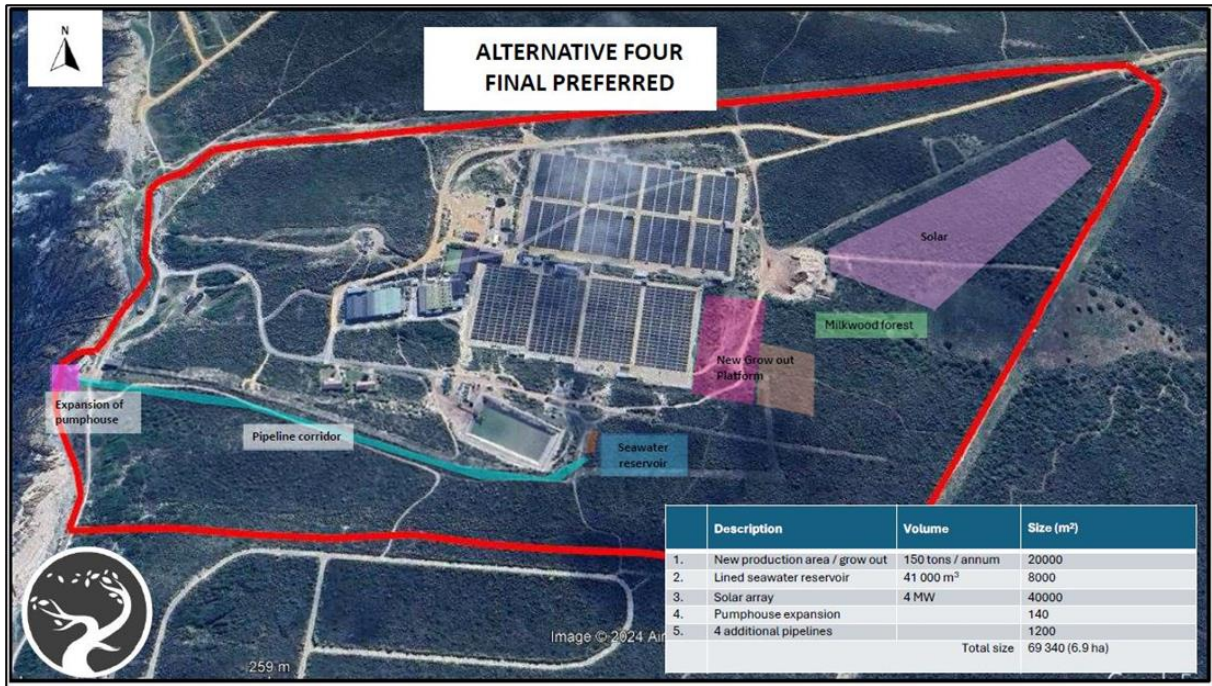 N
ALTERNATIVE FOUR
FINAL PREFERRED
Solar
Milkwood forest
New Grow out
Platform
Expansion of
pumphouse
Pipeline corridor
Seawater
reservoir
Description Volume Size (m²)
1. New production area / grow out 150 tons / annum 20000
2. Lined seawater reservoir 41 000 m³ 8000
3. Solar array 4 MW 40000
4. Pumphouse expansion 140
5. 4 additional pipelines 1200
Total size 69 340 (6.9 ha)
Image © 2024 Air
259 m